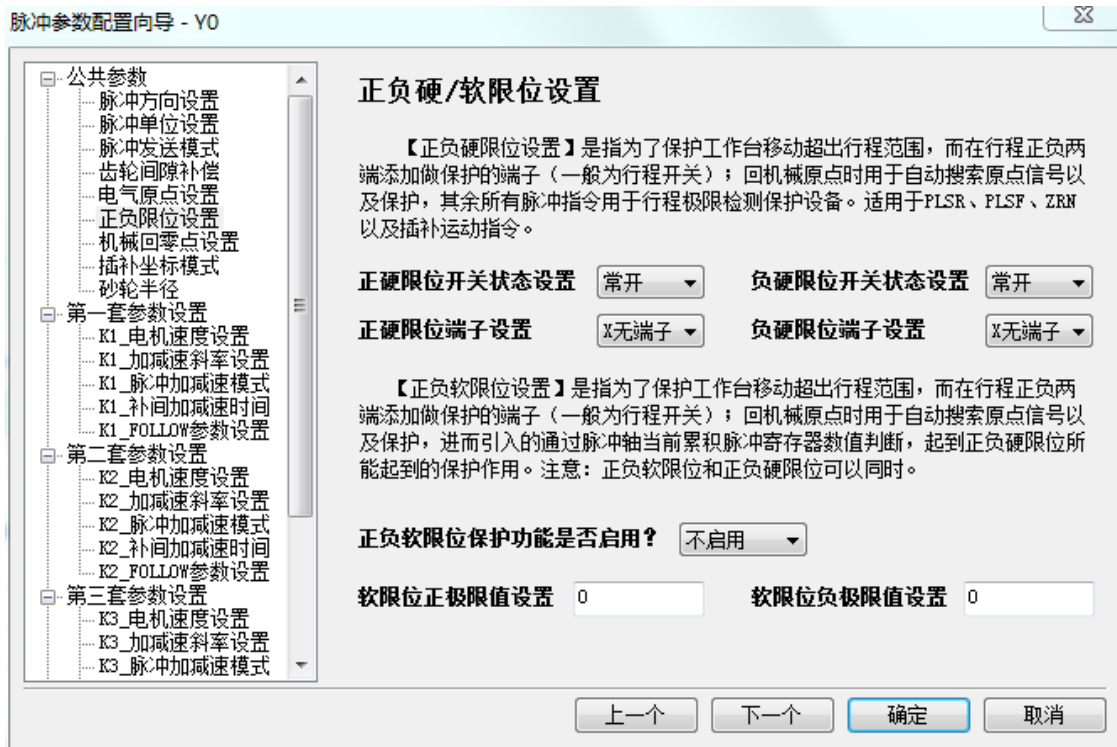 脉冲参数配置向导 - Y0
公共参数
脉冲方向设置
脉冲单位设置
脉冲发送模式
齿轮间隙补偿
电气原点设置
正负限位设置
机械回零点设置
插补坐标模式
砂轮半径
第一套参数设置
K1_电机速度设置
K1_加减速斜率设置
K1_脉冲加减速模式
K1_补间加减速时间
K1_FOLLOW参数设置
第二套参数设置
K2_电机速度设置
K2_加减速斜率设置
K2_脉冲加减速模式
K2_补间加减速时间
K2_FOLLOW参数设置
第三套参数设置
K3_电机速度设置
K3_加减速斜率设置
K3_脉冲加减速模式
正负硬/软限位设置
【正负硬限位设置】是指为了保护工作台移动超出行程范围，而在行程正负两
端添加做保护的端子（一般为行程开关）；回机械原点时用于自动搜索原点信号以
及保护，其余所有脉冲指令用于行程极限检测保护设备。适用于PLSR、PLSF、ZRN
以及插补运动指令。
正硬限位开关状态设置 常开 负硬限位开关状态设置 常开
正硬限位端子设置 X无端子 负硬限位端子设置 X无端子
【正负软限位设置】是指为了保护工作台移动超出行程范围，而在行程正负两
端添加做保护的端子（一般为行程开关）；回机械原点时用于自动搜索原点信号以
及保护，进而引入的通过脉冲轴当前累积脉冲寄存器数值判断，起到正负硬限位所
能起到的保护作用。注意：正负软限位和正负硬限位可以同时。
正负软限位保护功能是否启用？ 不启用
软限位正极限值设置 0 软限位负极限值设置 0
上一个 下一个 确定 取消